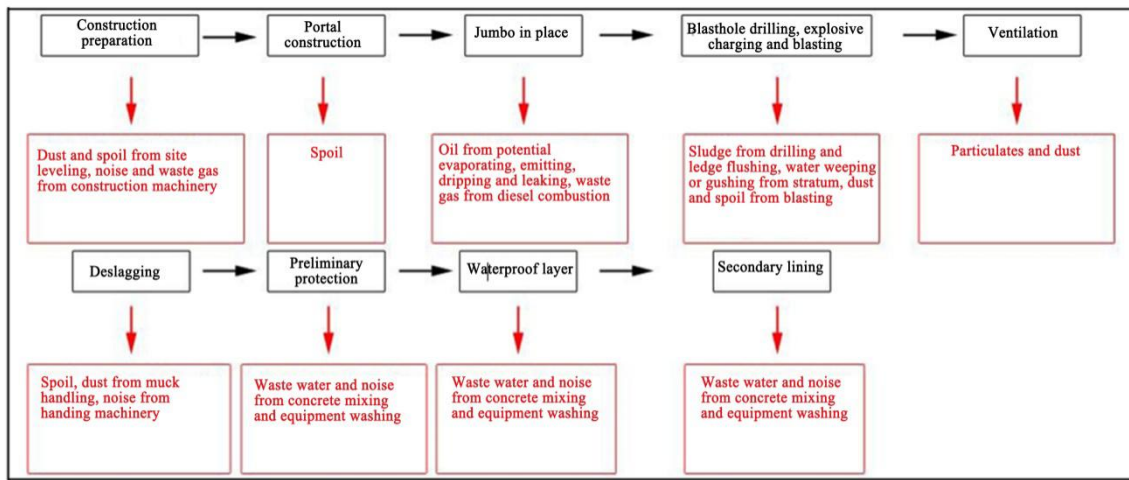 Construction
preparation
Portal
construction
Jumbo in place
Blasthole drilling, explosive
charging and blasting
Ventilation
Dust and spoil from site
leveling, noise and waste gas
from construction machinery
Spoil
Oil from potential
evaporating, emitting,
dripping and leaking, waste
gas from diesel combustion
Sludge from drilling and
ledge flushing, water weeping
or gushing from stratum, dust
and spoil from blasting
Particulates and dust
Deslagging
Preliminary
protection
Waterproof layer
Secondary lining
Spoil, dust from muck
handling, noise from
handing machinery
Waste water and noise
from concrete mixing
and equipment washing
Waste water and noise
from concrete mixing
and equipment washing
Waste water and noise
from concrete mixing
and equipment washing